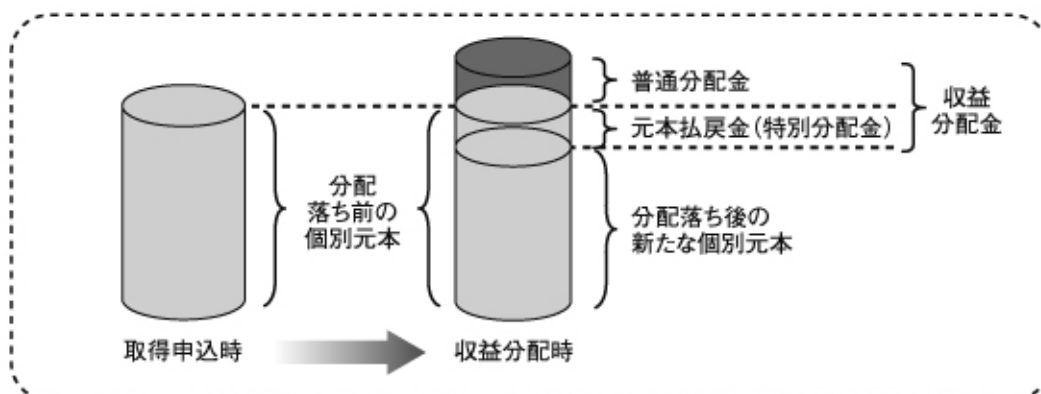 普通分配金
元本払戻金(特別分配金)
収益
分配金
分配
落ち前の
個別元本
分配落ち後の
新たな個別元本
取得申込時
収益分配時